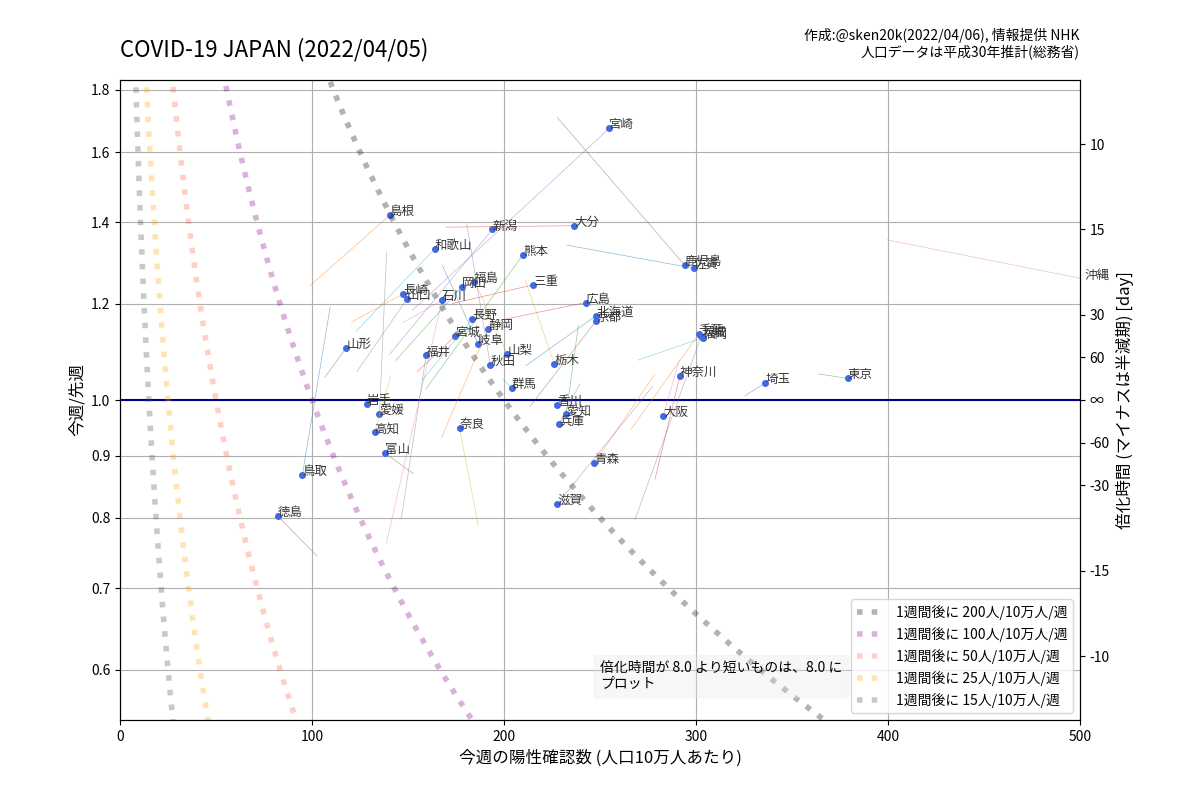 COVID-19 JAPAN (2022/04/05)
作成:@sken20k(2022/04/06), 情報提供 NHK
人口データは平成30年推計(総務省)
1.8
1.6
1.4
1.2
1.0
0.9
0.8
0.7
0.6
今週/先週
宮崎
島根
新潟
大分
和歌山
熊本
鹿児島
沖縄
福島
岡山
三重
長崎
山口
石川
広島
北海道
京都
長野
静岡
宮城
岐阜
福岡
山形
福井
山梨
秋田
栃木
神奈川
埼玉
東京
群馬
岩手
愛媛
香川
愛知
兵庫
大阪
高知
奈良
富山
青森
鳥取
滋賀
徳島
10
15
30
60
∞
-60
-30
-15
-10
倍化時間 (マイナスは半減期) [day]
倍化時間が 8.0 より短いものは、8.0 に
プロット
1週間後に 200人/10万人/週
1週間後に 100人/10万人/週
1週間後に 50人/10万人/週
1週間後に 25人/10万人/週
1週間後に 15人/10万人/週
0
100
200
300
400
500
今週の陽性確認数 (人口10万人あたり)